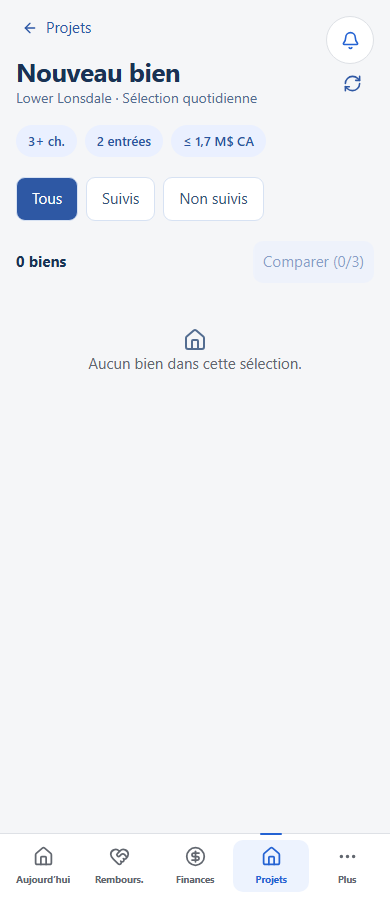 Projets
Nouveau bien
Lower Lonsdale · Sélection quotidienne
3+ ch.
2 entrées
≤ 1,7 M$ CA
Tous
Suivis
Non suivis
0 biens
Comparer (0/3)
Aucun bien dans cette sélection.
Aujourd'hui
Rembours.
Finances
Projets
Plus